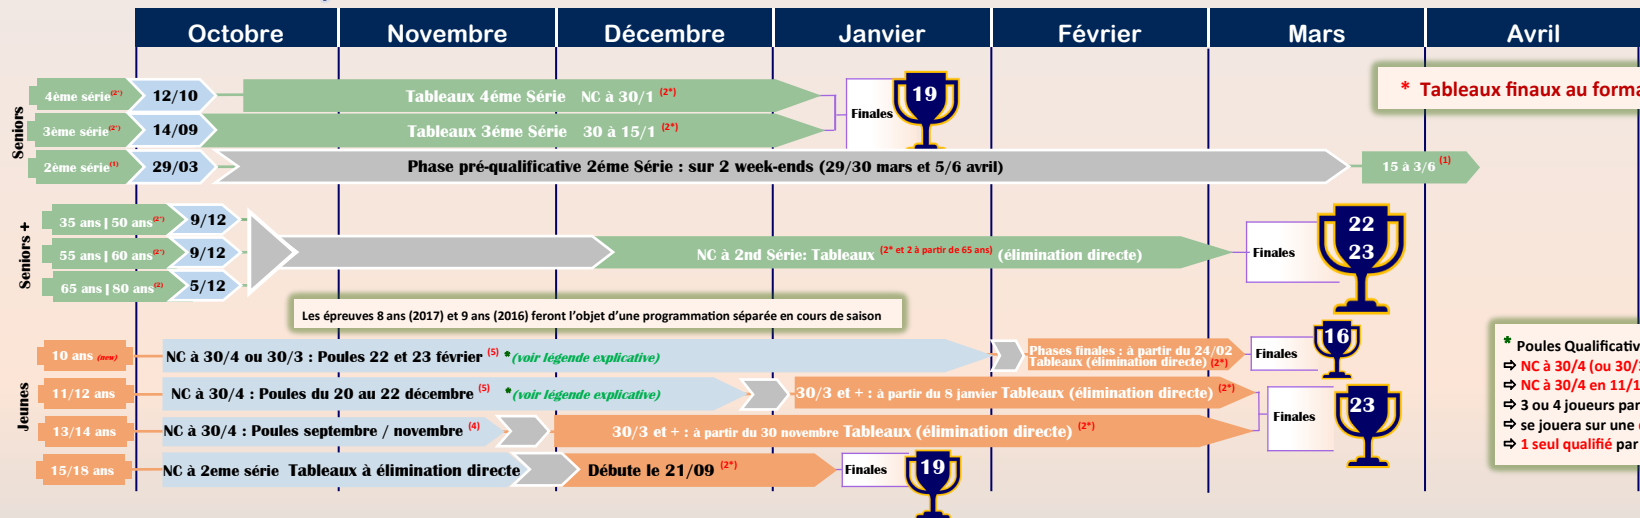 Octobre Novembre Décembre Janvier Février Mars Avril
Seniors
4ème série(2*) 12/10 Tableaux 4éme Série NC à 30/1 (2*)
3ème série(2*) 14/09 Tableaux 3éme Série 30 à 15/1 (2*)
Finales 19
2ème série(1) 29/03 Phase pré-qualificative 2éme Série : sur 2 week-ends (29/30 mars et 5/6 avril) 15 à 3/6 (1)
* Tableaux finaux au forma
Seniors +
35 ans | 50 ans(2*) 9/12
55 ans | 60 ans(2*) 9/12 NC à 2nd Série: Tableaux (2* et 2 à partir de 65 ans) (élimination directe)
65 ans | 80 ans(2) 5/12
Finales 22
23
Les épreuves 8 ans (2017) et 9 ans (2016) feront l'objet d'une programmation séparée en cours de saison
Jeunes
10 ans (new) NC à 30/4 ou 30/3 : Poules 22 et 23 février (5) *(voir légende explicative)
Phases finales : à partir du 24/02
Tableaux (élimination directe) (2*)
Finales 16
11/12 ans NC à 30/4 : Poules du 20 au 22 décembre (5) *(voir légende explicative) 30/3 et + : à partir du 8 janvier Tableaux (élimination directe) (2*)
13/14 ans NC à 30/4 : Poules septembre / novembre (4) 30/3 et + : à partir du 30 novembre Tableaux (élimination directe) (2*)
Finales 23
15/18 ans NC à 2eme série Tableaux à élimination directe Débute le 21/09 (2*) Finales 19
* Poules Qualificativ
⇨ NC à 30/4 (ou 30/3
⇨ NC à 30/4 en 11/1
⇨ 3 ou 4 joueurs par
⇨ se jouera sur une
⇨ 1 seul qualifié par